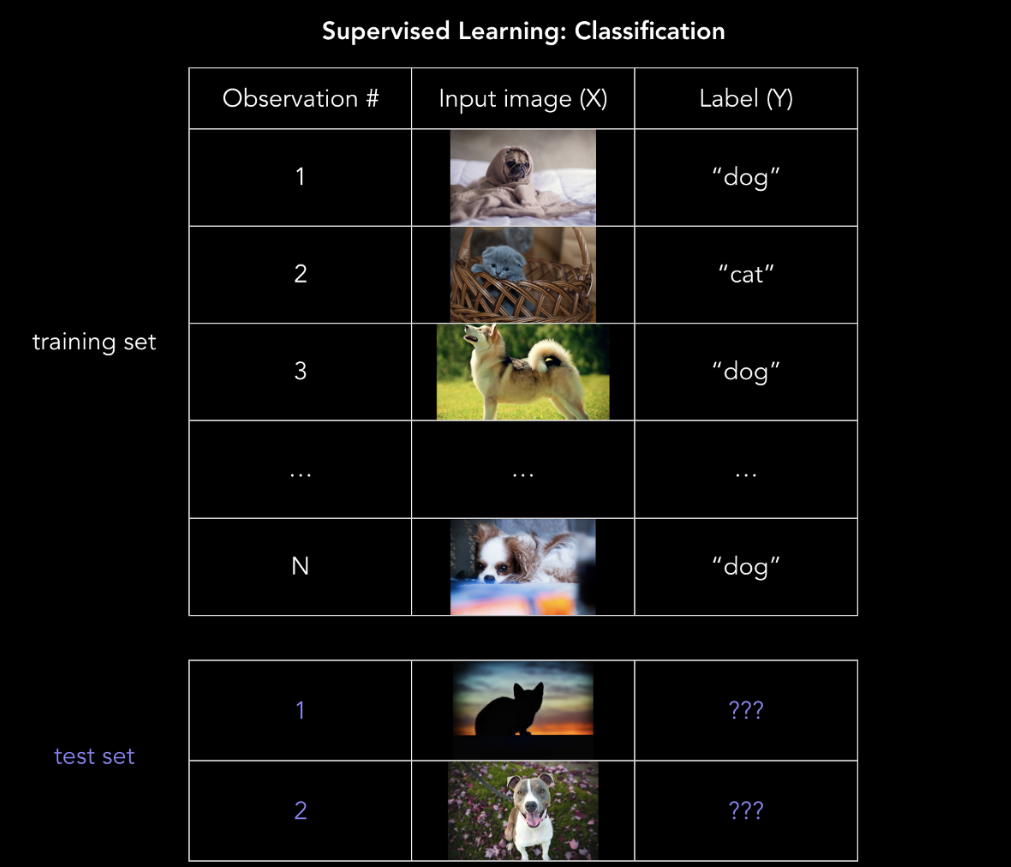 Supervised Learning: Classification
Observation # Input image (X) Label (Y)
1 “dog”
2 “cat”
training set
3 “dog”
... ... ...
N “dog”
1 ???
test set
2 ???